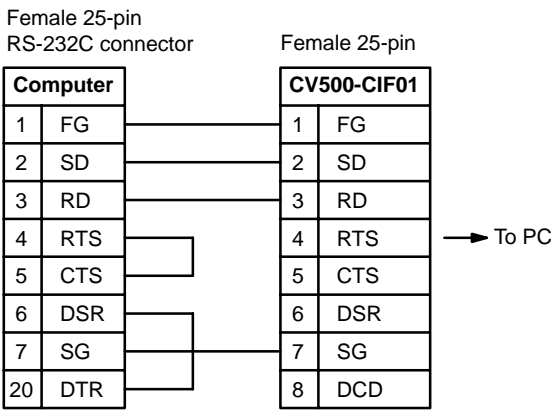 Female 25-pin
RS-232C connector
Female 25-pin
Computer
1 FG
2 SD
3 RD
4 RTS
5 CTS
6 DSR
7 SG
20 DTR
CV500-CIF01
1 FG
2 SD
3 RD
4 RTS
5 CTS
6 DSR
7 SG
8 DCD
To PC